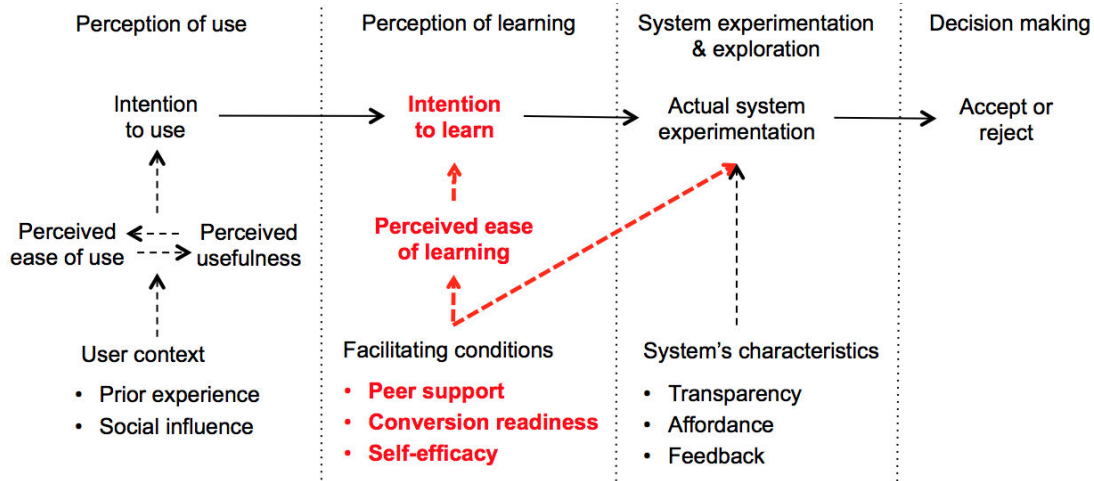 Perception of use
Intention
to use
Perceived
ease of use
Perceived
usefulness
User context
• Prior experience
• Social influence
Perception of learning
Intention
to learn
Perceived ease
of learning
Facilitating conditions
• Peer support
• Conversion readiness
• Self-efficacy
System experimentation
& exploration
Actual system
experimentation
System’s characteristics
• Transparency
• Affordance
• Feedback
Decision making
Accept or
reject